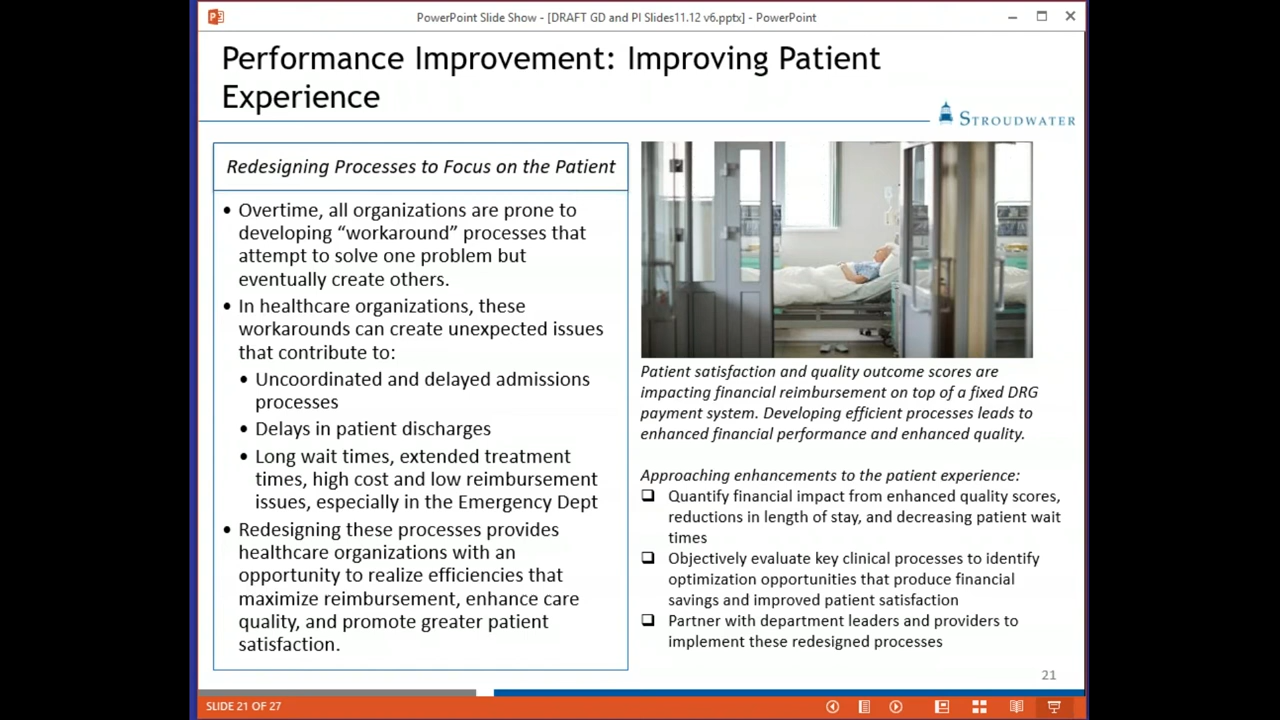 PowerPoint Slide Show - [DRAFT GD and PI Slides11.12 v6.pptx] - PowerPoint
Performance Improvement: Improving Patient
Experience
STROUDWATER
Redesigning Processes to Focus on the Patient
• Overtime, all organizations are prone to
developing “workaround” processes that
attempt to solve one problem but
eventually create others.
• In healthcare organizations, these
workarounds can create unexpected issues
that contribute to:
• Uncoordinated and delayed admissions
processes
• Delays in patient discharges
• Long wait times, extended treatment
times, high cost and low reimbursement
issues, especially in the Emergency Dept
• Redesigning these processes provides
healthcare organizations with an
opportunity to realize efficiencies that
maximize reimbursement, enhance care
quality, and promote greater patient
satisfaction.
Patient satisfaction and quality outcome scores are
impacting financial reimbursement on top of a fixed DRG
payment system. Developing efficient processes leads to
enhanced financial performance and enhanced quality.
Approaching enhancements to the patient experience:
❑ Quantify financial impact from enhanced quality scores,
reductions in length of stay, and decreasing patient wait
times
❑ Objectively evaluate key clinical processes to identify
optimization opportunities that produce financial
savings and improved patient satisfaction
❑ Partner with department leaders and providers to
implement these redesigned processes
21
SLIDE 21 OF 27